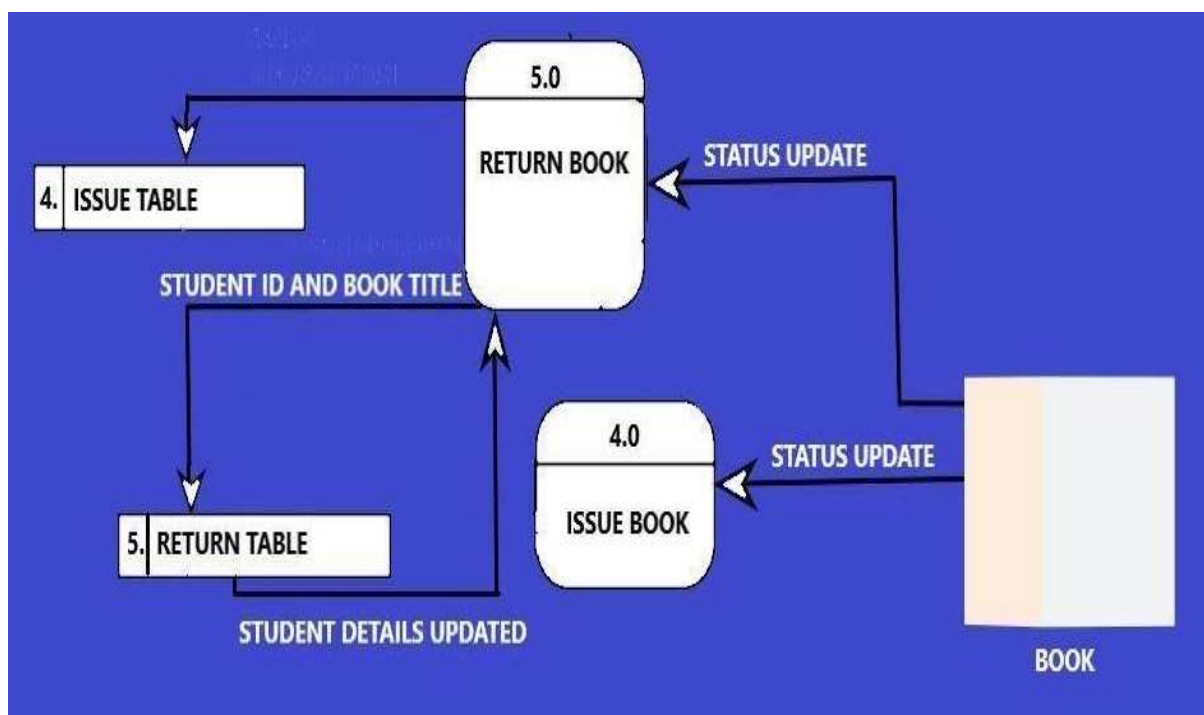 5.0
RETURN BOOK
STATUS UPDATE
4. ISSUE TABLE
STUDENT ID AND BOOK TITLE
4.0
STATUS UPDATE
ISSUE BOOK
5. RETURN TABLE
STUDENT DETAILS UPDATED
BOOK